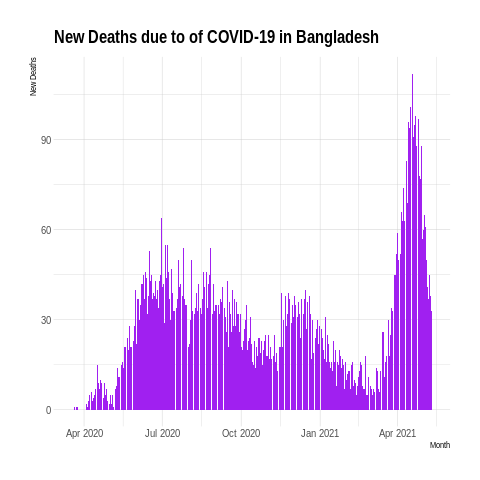 New Deaths due to of COVID-19 in Bangladesh
New Deaths
90
60
30
0
Apr 2020 Jul 2020 Oct 2020 Jan 2021 Apr 2021
Month